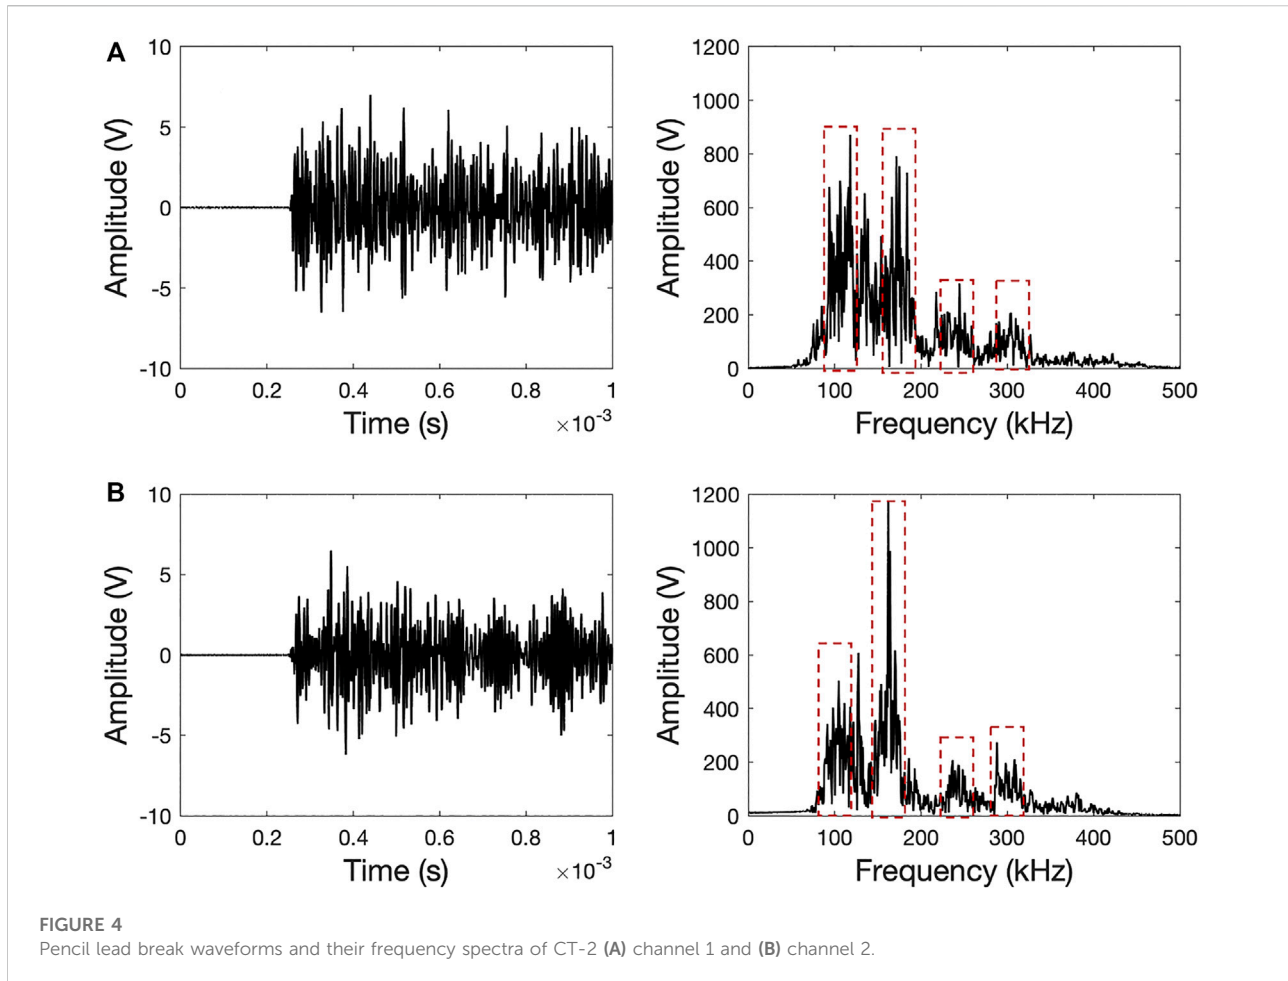 A
10
5
0
-5
-10
Amplitude (V)
0 0.2 0.4 0.6 0.8 1
Time (s)
×10-3
1200
1000
800
600
400
200
0
Amplitude (V)
0 100 200 300 400 500
Frequency (kHz)
B
10
5
0
-5
-10
Amplitude (V)
0 0.2 0.4 0.6 0.8 1
Time (s)
×10-3
1200
1000
800
600
400
200
0
Amplitude (V)
0 100 200 300 400 500
Frequency (kHz)
FIGURE 4
Pencil lead break waveforms and their frequency spectra of CT-2 (A) channel 1 and (B) channel 2.